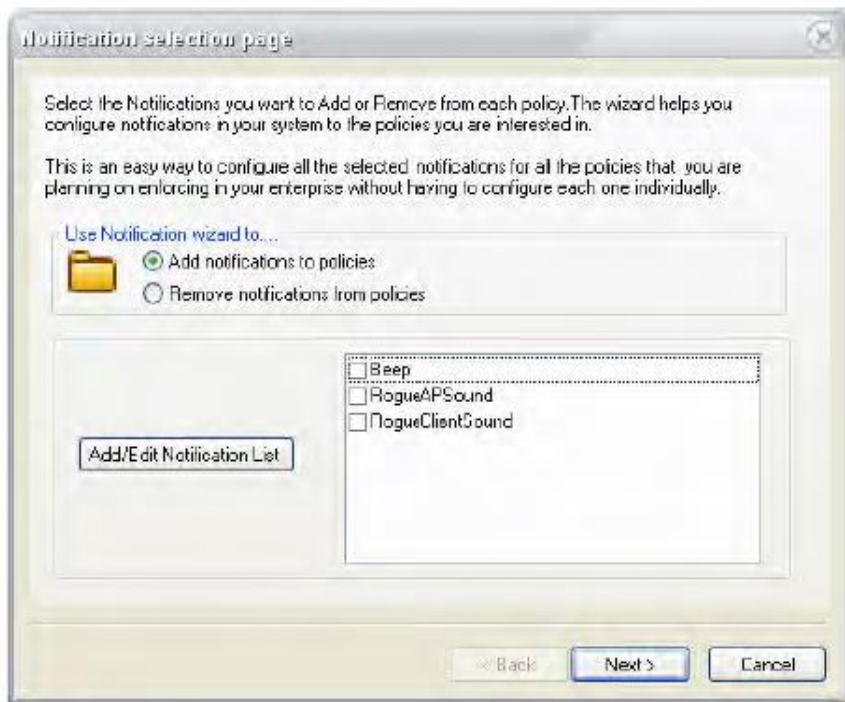 Notification selection page
Select the Notifications you want to Add or Remove from each policy.The wizard helps you
configure notifications in your system to the policies you are interested in.
This is an easy way to configure all the selected notifications for all the policies that you are
planning on enforcing in your enterprise without having to configure each one individually.
Use Notification wizard to....
Add notifications to policies
Remove notifications from policies
Beep
RogueAPSound
RogueClientSound
Add/Edit Notification List
< Back
Next >
Cancel